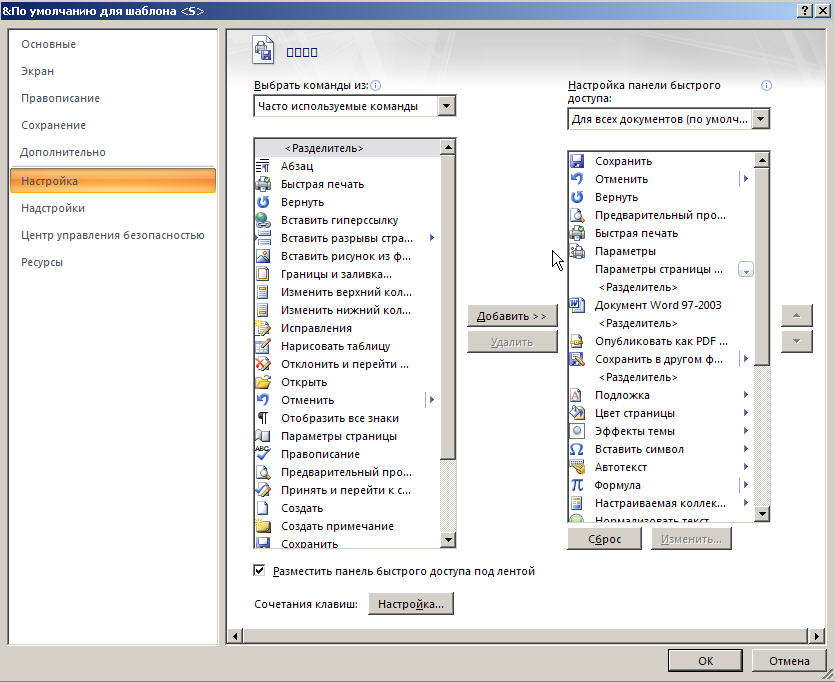 &По умолчанию для шаблона <S>
Основные
Экран
Правописание
Сохранение
Дополнительно
Настройка
Надстройки
Центр управления безопасностью
Ресурсы
Выбрать команды из:
Часто используемые команды
<Разделитель>
Абзац
Быстрая печать
Вернуть
Вставить гиперссылку
Вставить разрывы стра...
Вставить рисунок из ф...
Границы и заливка...
Изменить верхний кол...
Изменить нижний кол...
Исправления
Нарисовать таблицу
Отклонить и перейти ...
Открыть
Отменить
Отобразить все знаки
Параметры страницы
Правописание
Предварительный про...
Принять и перейти к с...
Создать
Создать примечание
Сохранить
Добавить >>
Удалить
Настройка панели быстрого
доступа:
Для всех документов (по умолч...
Сохранить
Отменить
Вернуть
Предварительный про...
Быстрая печать
Параметры
Параметры страницы ...
<Разделитель>
Документ Word 97-2003
<Разделитель>
Опубликовать как PDF ...
Сохранить в другом ф...
<Разделитель>
Подложка
Цвет страницы
Эффекты темы
Вставить символ
Автотекст
Формула
Настраиваемая коллек...
Нормализовать текст
Сброс
Изменить...
Разместить панель быстрого доступа под лентой
Сочетания клавиш:
Настройка...
ОК
Отмена